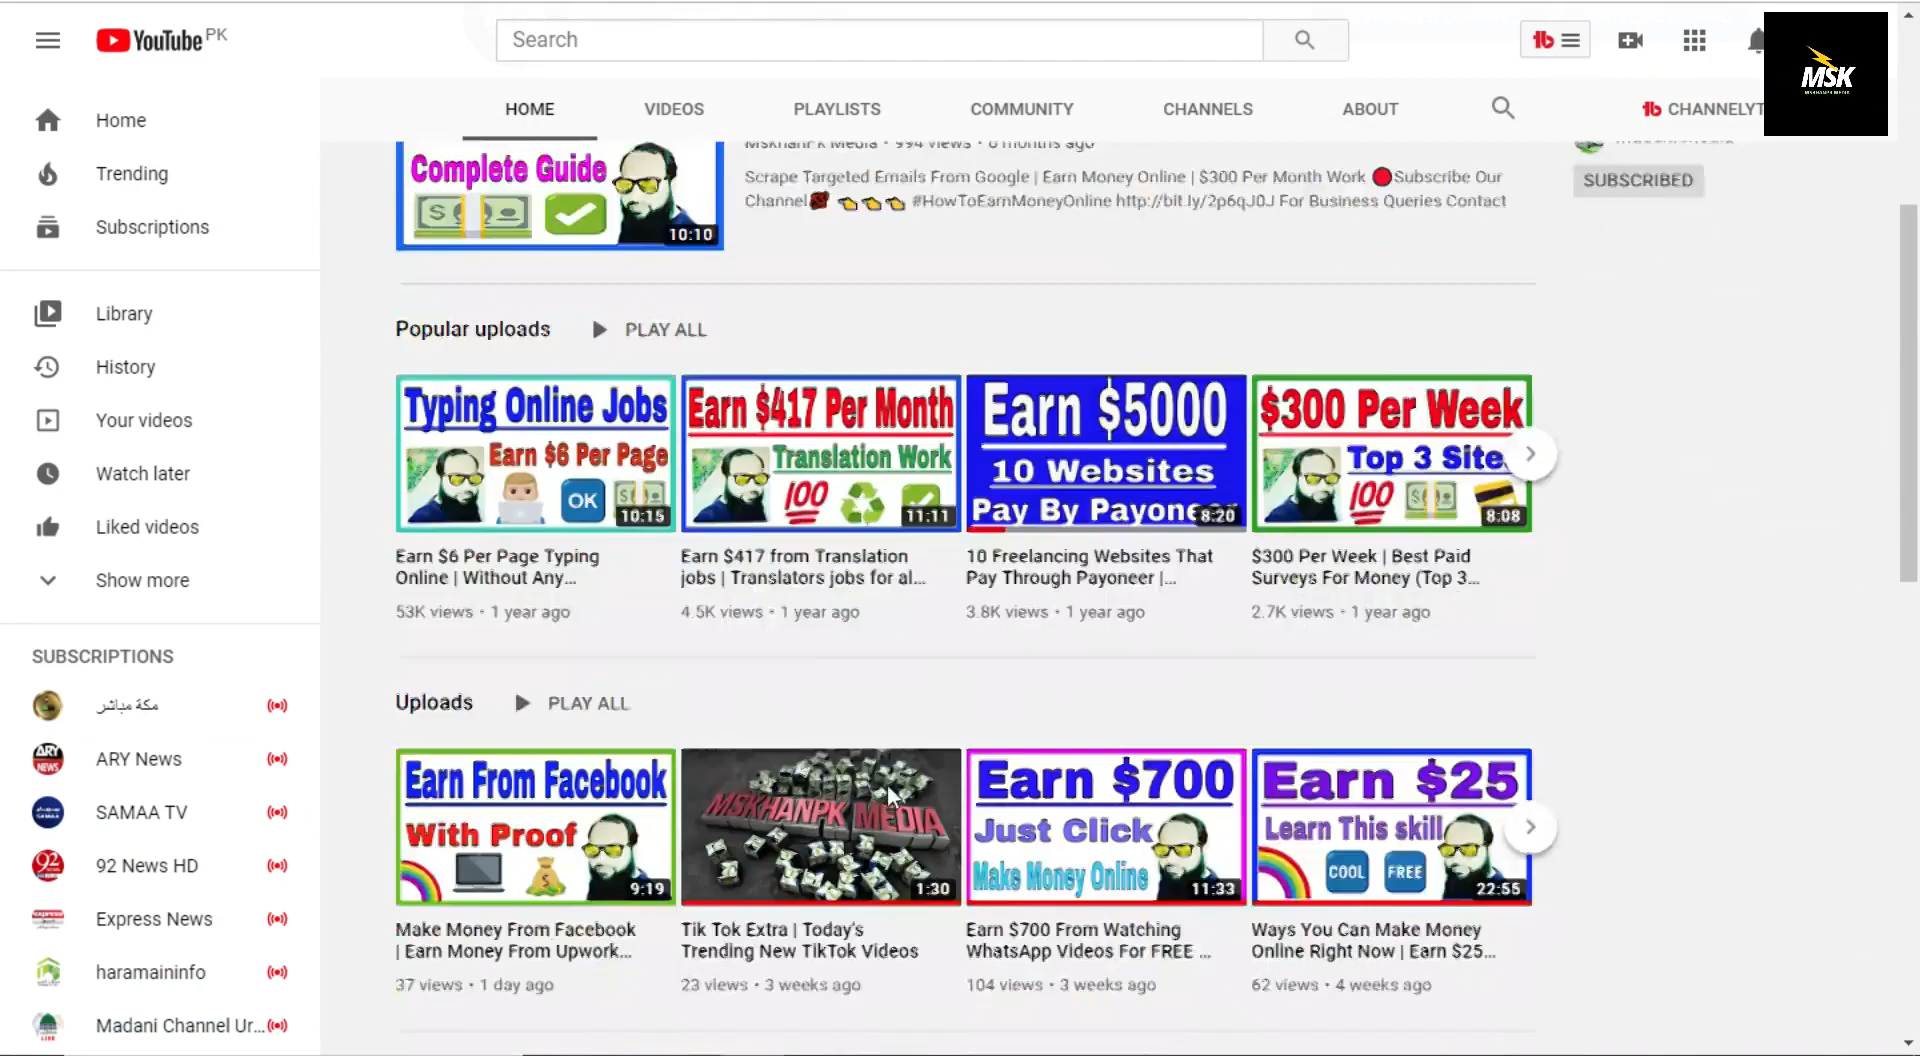 YouTube PK
Search
MSK
MSKHANPK MEDIA
HOME
VIDEOS
PLAYLISTS
COMMUNITY
CHANNELS
ABOUT
CHANNELYT
Home
Trending
Subscriptions
Library
History
Your videos
Watch later
Liked videos
Show more
SUBSCRIPTIONS
مكة مباشر
ARY News
SAMAA TV
92 News HD
Express News
haramaininfo
Madani Channel Ur...
Complete Guide
10:10
MskhanPk Media • 994 views • 6 months ago
Scrape Targeted Emails From Google | Earn Money Online | $300 Per Month Work 🔴Subscribe Our
Channel💯 👈👈👈 #HowToEarnMoneyOnline http://bit.ly/2p6qJ0J For Business Queries Contact
SUBSCRIBED
Popular uploads
PLAY ALL
Typing Online Jobs
Earn $6 Per Page
OK
10:15
Earn $6 Per Page Typing
Online | Without Any...
53K views • 1 year ago
Earn $417 Per Month
Translation Work
100
11:11
Earn $417 from Translation
jobs | Translators jobs for al...
4.5K views • 1 year ago
Earn $5000
10 Websites
Pay By Payoneer
8:20
10 Freelancing Websites That
Pay Through Payoneer |...
3.8K views • 1 year ago
$300 Per Week
Top 3 Site
100
8:08
$300 Per Week | Best Paid
Surveys For Money (Top 3...
2.7K views • 1 year ago
Uploads
PLAY ALL
Earn From Facebook
With Proof
9:19
Make Money From Facebook
| Earn Money From Upwork...
37 views • 1 day ago
MSKHANPK MEDIA
1:30
Tik Tok Extra | Today's
Trending New TikTok Videos
23 views • 3 weeks ago
Earn $700
Just Click
Make Money Online
11:33
Earn $700 From Watching
WhatsApp Videos For FREE ...
104 views • 3 weeks ago
Earn $25
Learn This skill
COOL
FREE
22:55
Ways You Can Make Money
Online Right Now | Earn $25...
62 views • 4 weeks ago